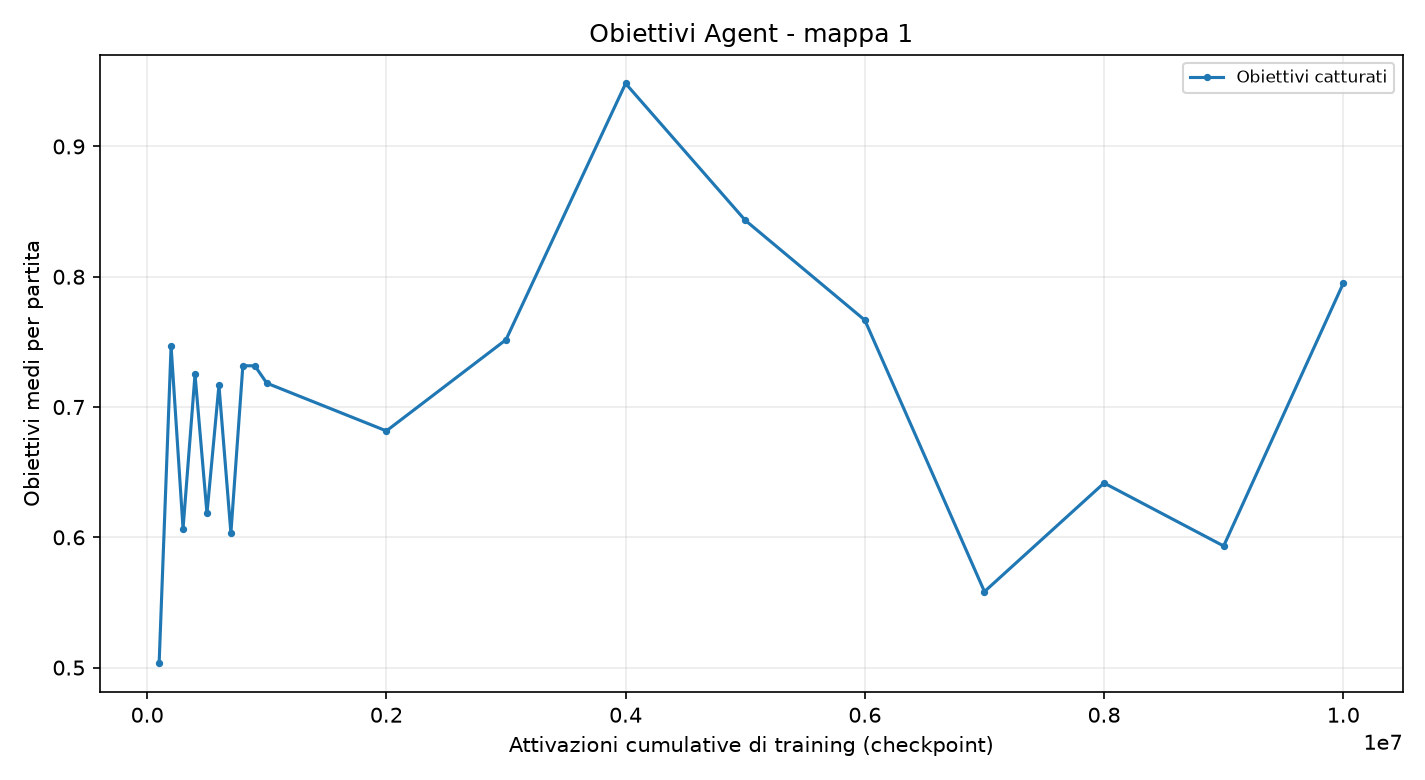 Obiettivi Agent - mappa 1
Obiettivi catturati
Obiettivi medi per partita
0.9
0.8
0.7
0.6
0.5
0.0 0.2 0.4 0.6 0.8 1.0
1e7
Attivazioni cumulative di training (checkpoint)